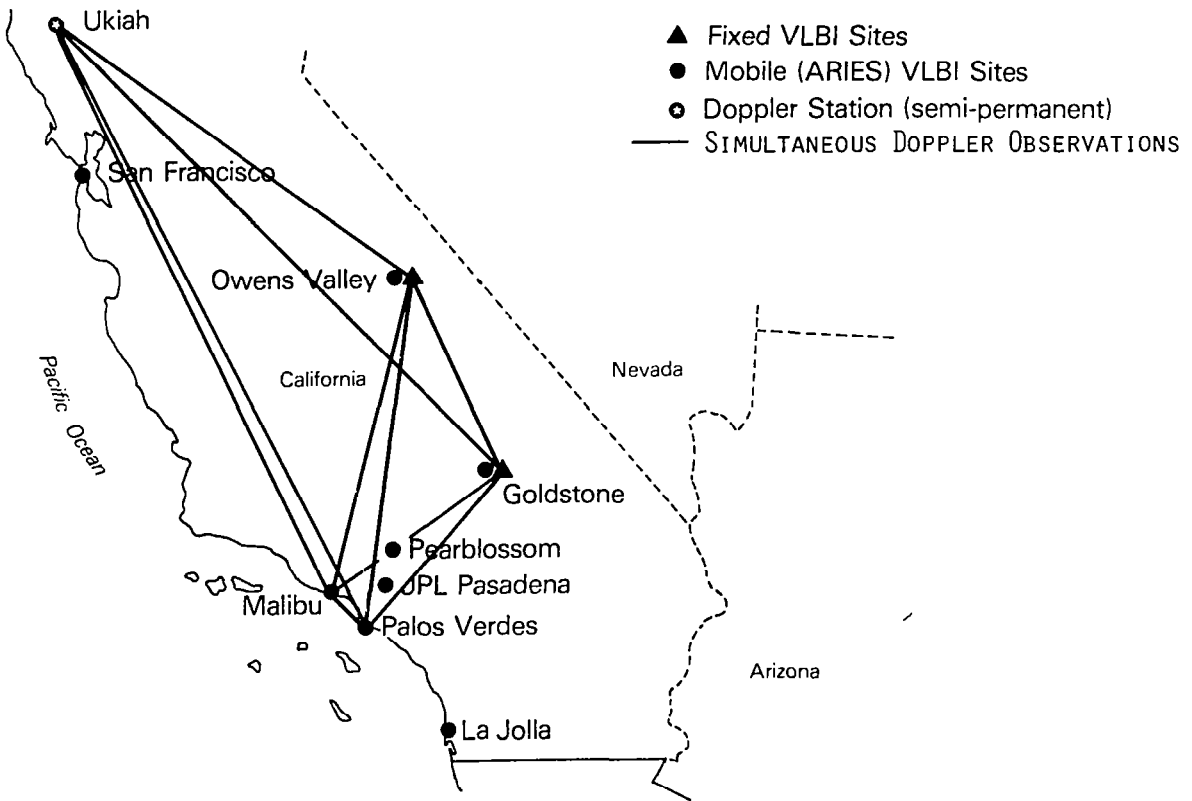 Ukiah
Fixed VLBI Sites
Mobile (ARIES) VLBI Sites
Doppler Station (semi-permanent)
SIMULTANEOUS DOPPLER OBSERVATIONS
San Francisco
Owens Valley
Pacific Ocean
California
Nevada
Goldstone
Pearblossom
JPL Pasadena
Malibu
Palos Verdes
Arizona
La Jolla